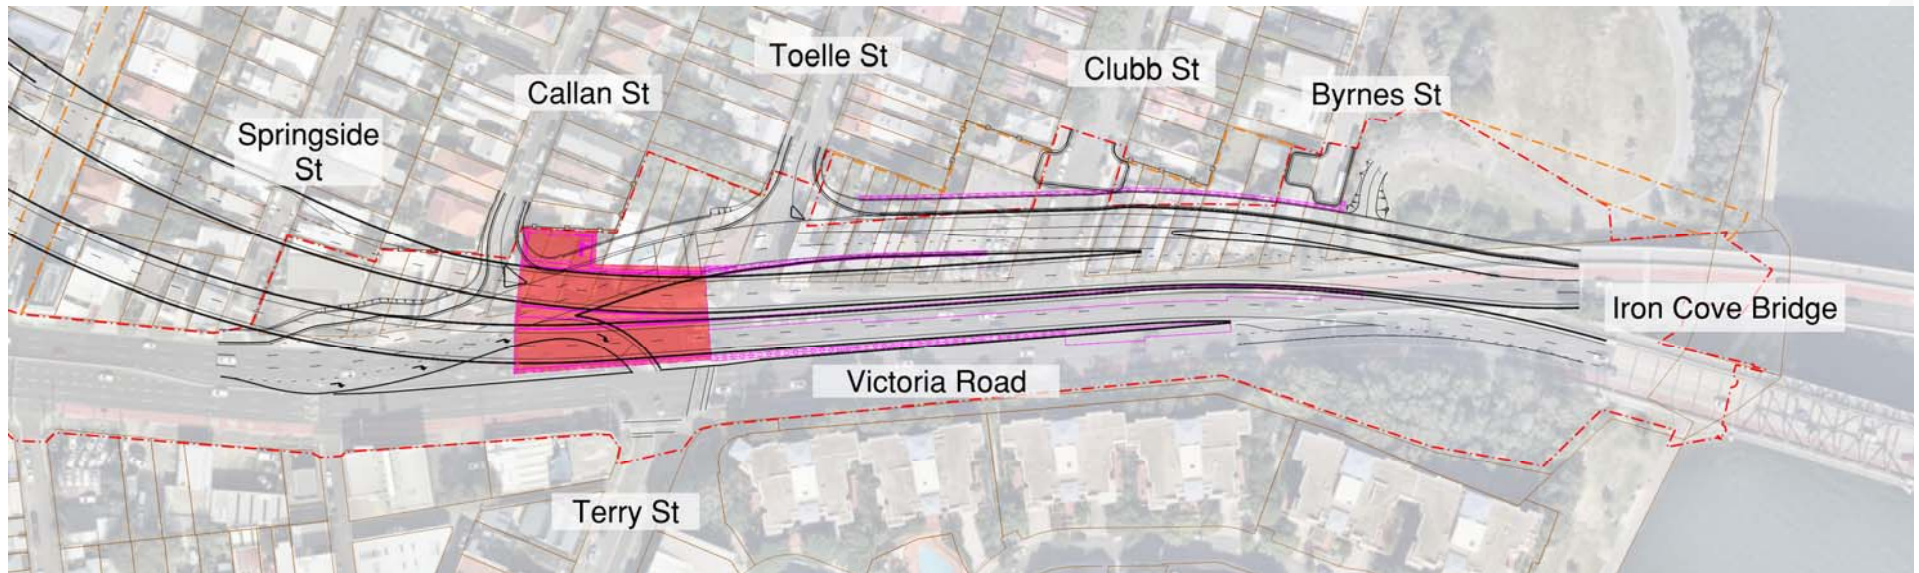 Toelle St
Clubb St
Callan St
Byrnes St
Springside
St
Iron Cove Bridge
Victoria Road
Terry St